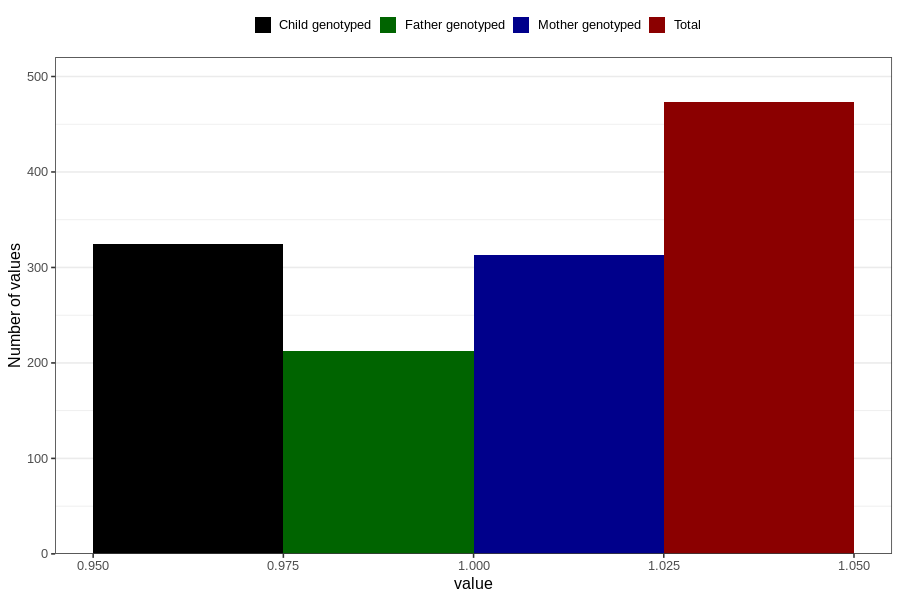 Child genotyped Father genotyped Mother genotyped Total
500
400
300
200
100
0
Number of values
0.950 0.975 1.000 1.025 1.050
value